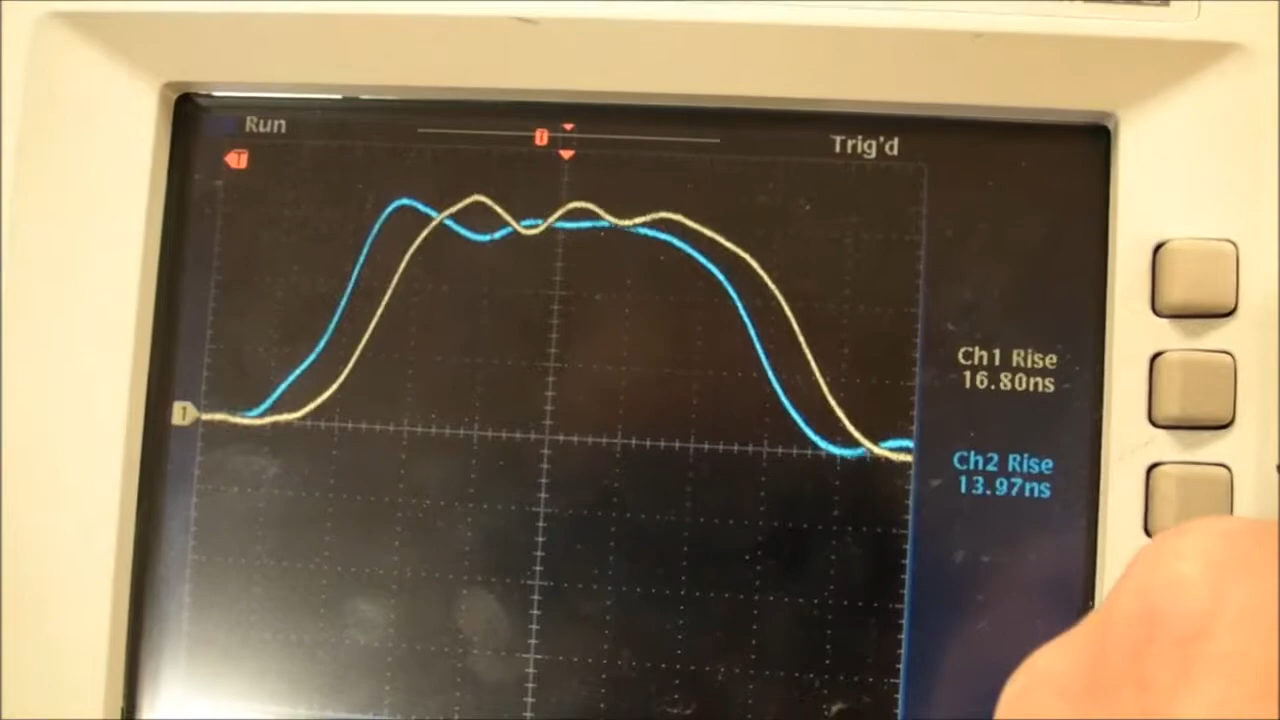 Run
T
Trig'd
T
1
Ch1 Rise
16.80ns
Ch2 Rise
13.97ns